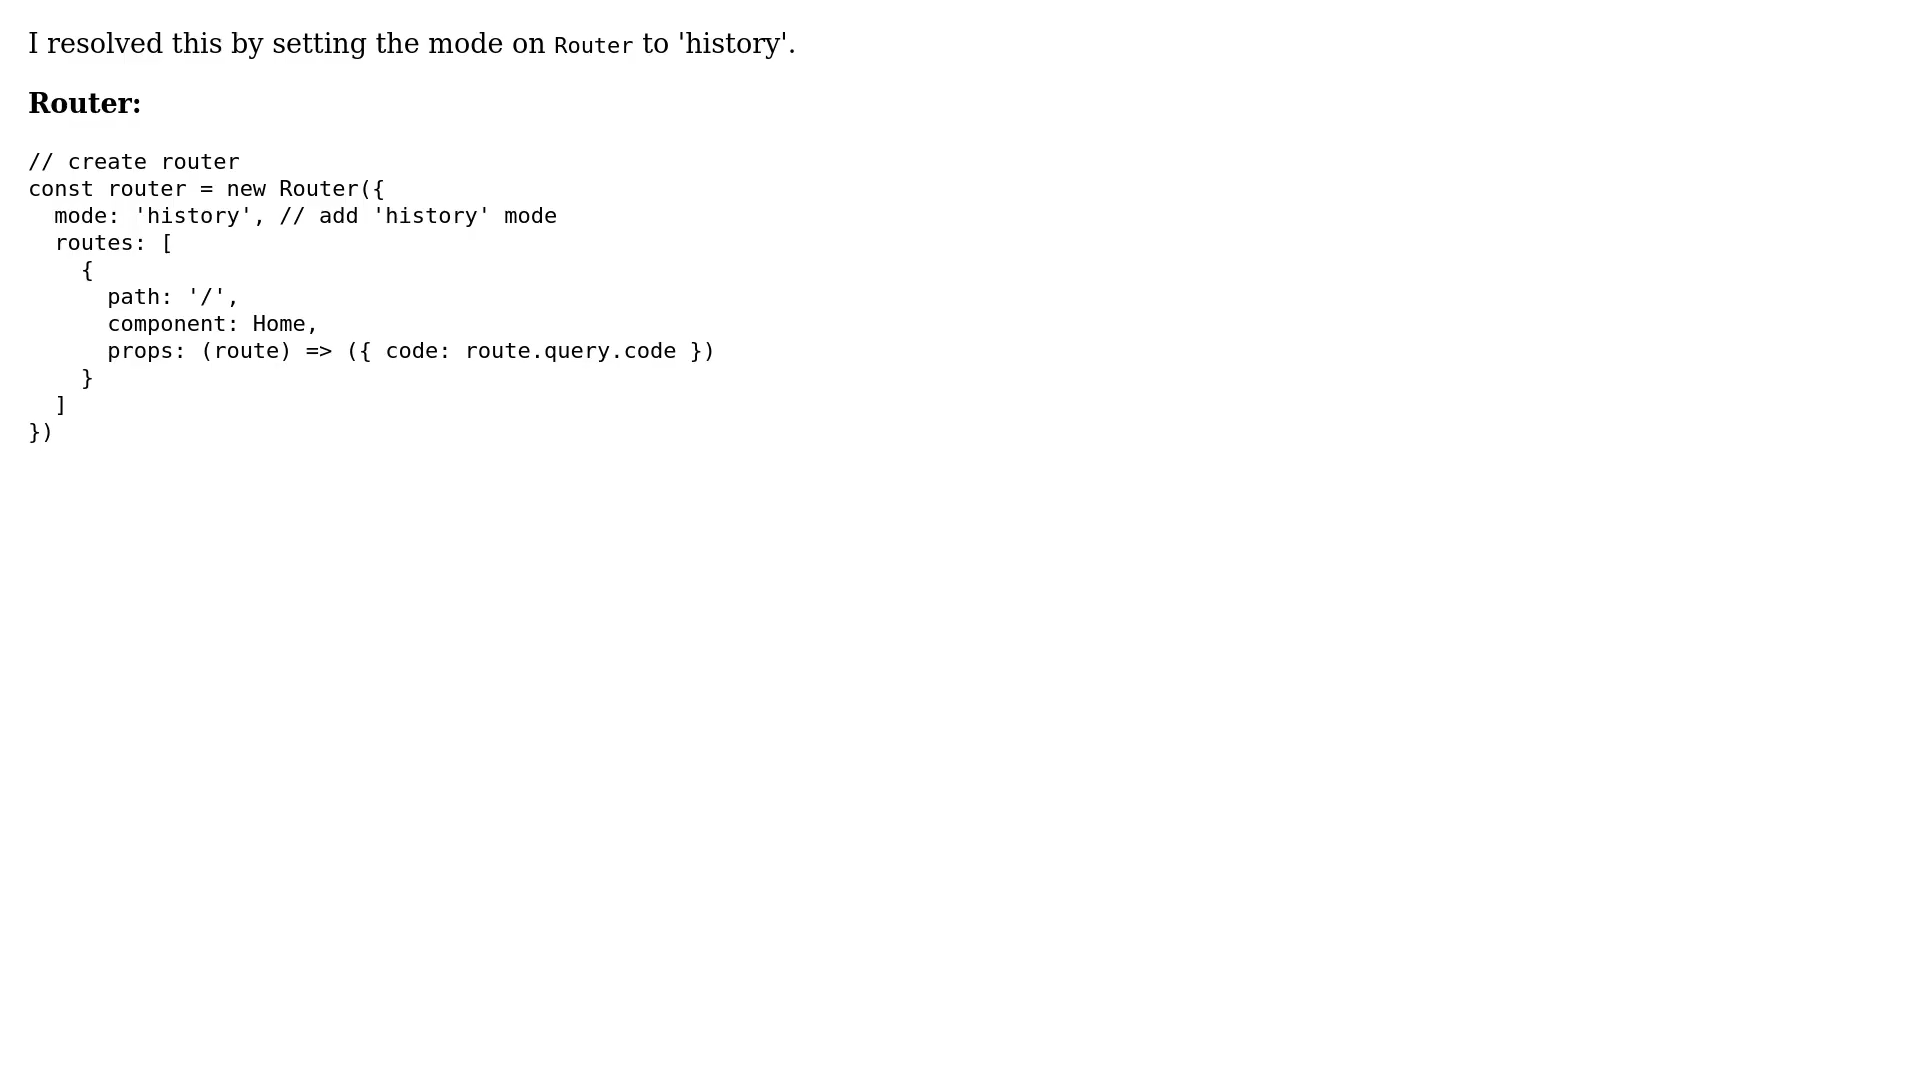 I resolved this by setting the mode on Router to 'history'.
Router:
// create router
const router = new Router({
  mode: 'history', // add 'history' mode
  routes: [
    {
      path: '/',
      component: Home,
      props: (route) => ({ code: route.query.code })
    }
  ]
})